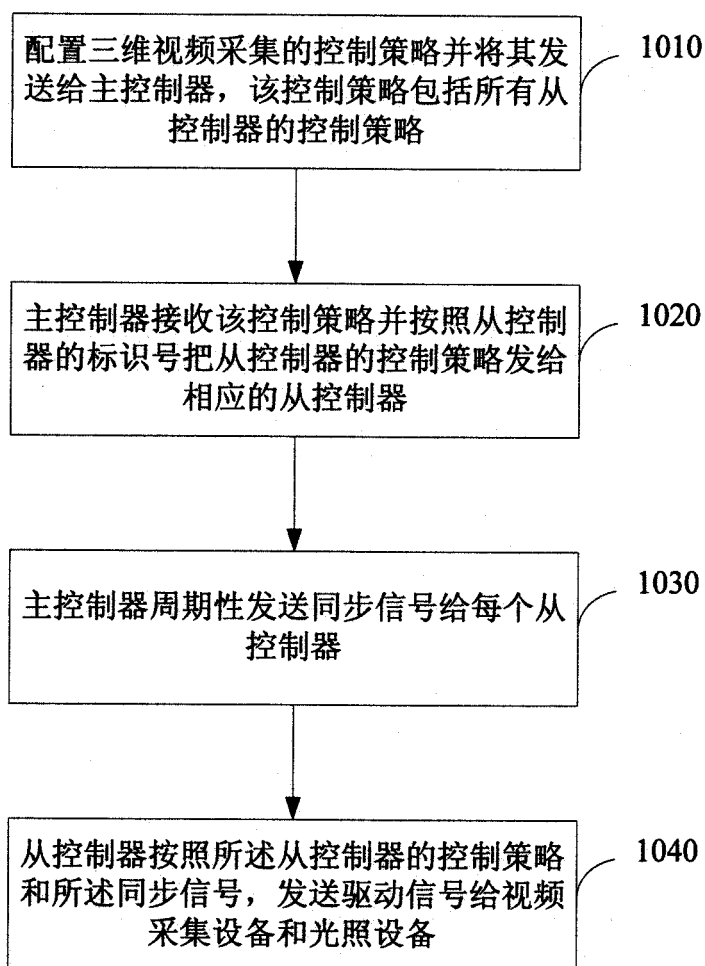 配置三维视频采集的控制策略并将其发
送给主控制器，该控制策略包括所有从
控制器的控制策略
1010
主控制器接收该控制策略并按照从控制
器的标识号把从控制器的控制策略发给
相应的从控制器
1020
主控制器周期性发送同步信号给每个从
控制器
1030
从控制器按照所述从控制器的控制策略
和所述同步信号，发送驱动信号给视频
采集设备和光照设备
1040